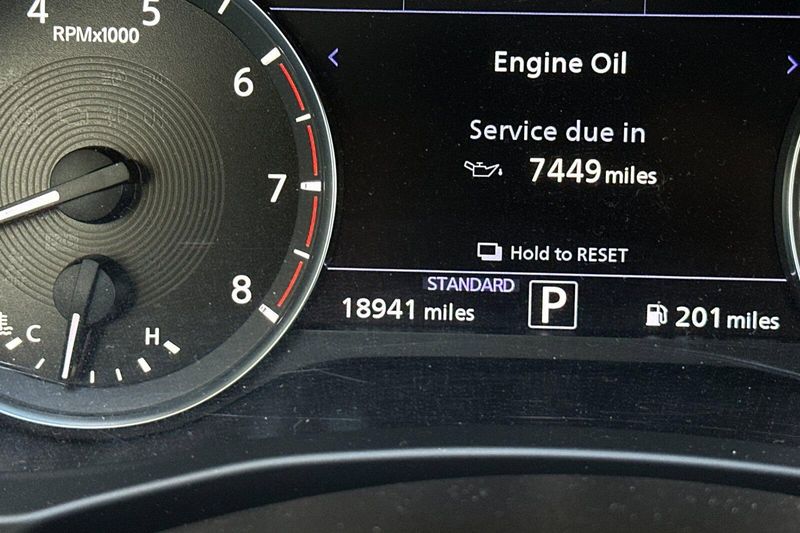 4 5
RPMx1000
6
7
8
C H
Engine Oil
Service due in
7449 miles
Hold to RESET
STANDARD
18941 miles P 201 miles